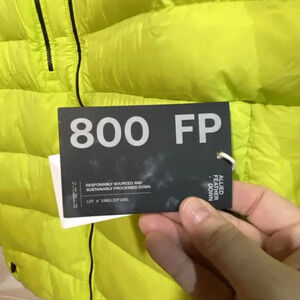 800 FP
RESPONSIBLY SOURCED AND
SUSTAINABLY PROCESSED DOWN
ALLIED
FEATHER
+ DOWN